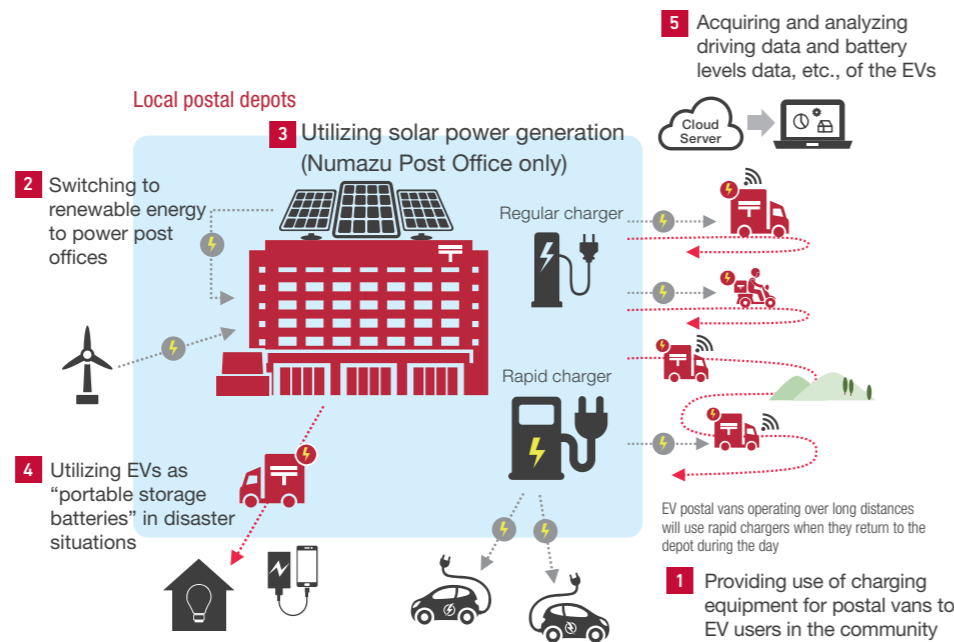 5 Acquiring and analyzing
driving data and battery
levels data, etc., of the EVs
Cloud
Server
Local postal depots
3 Utilizing solar power generation
(Numazu Post Office only)
2 Switching to
renewable energy
to power post
offices
Regular charger
Rapid charger
4 Utilizing EVs as
“portable storage
batteries” in disaster
situations
EV postal vans operating over long distances
will use rapid chargers when they return to the
depot during the day
1 Providing use of charging
equipment for postal vans to
EV users in the community